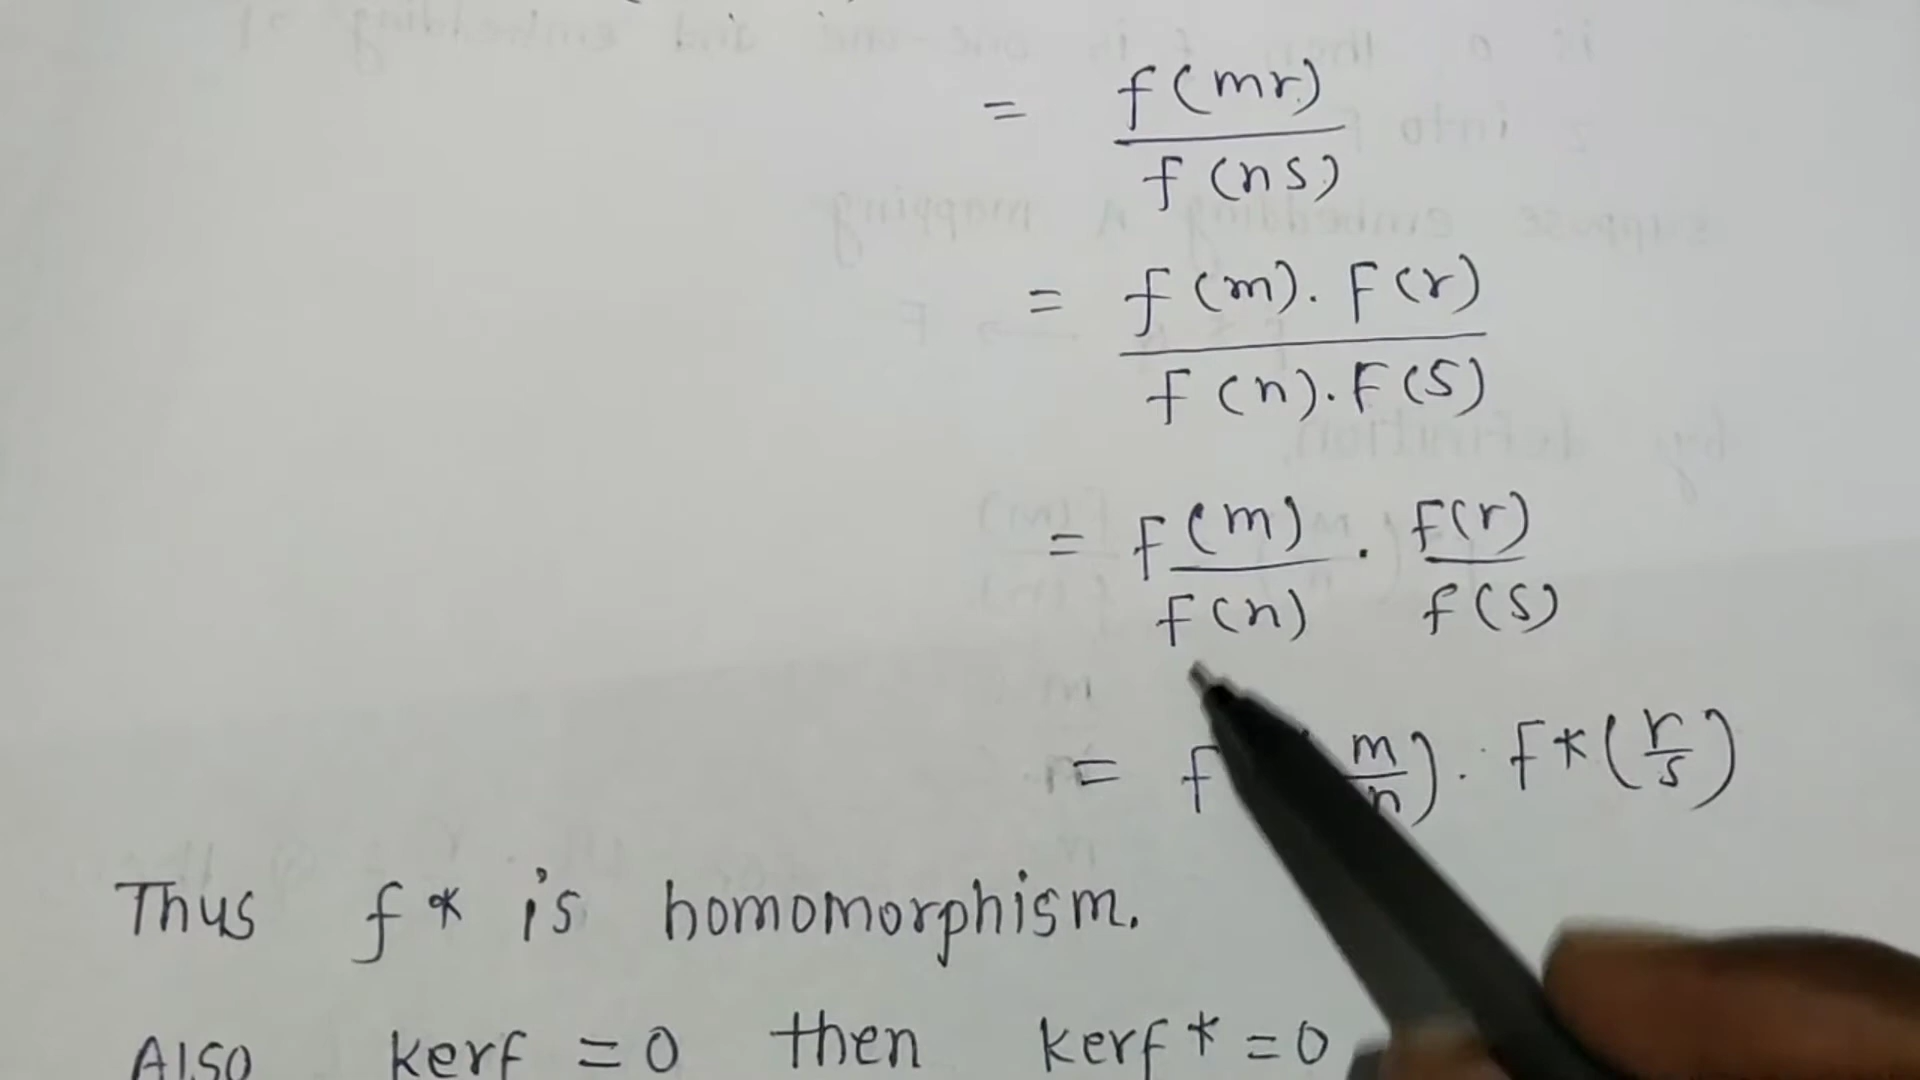 = f(mr)
f(ns)
= f(m). F(r)
f(n). F(S)
= F(m) . F(r)
f(n) f(S)
= f m/n) . F*(r/s)
Thus f* is homomorphism.
Also kerf = 0 then kerf* = 0